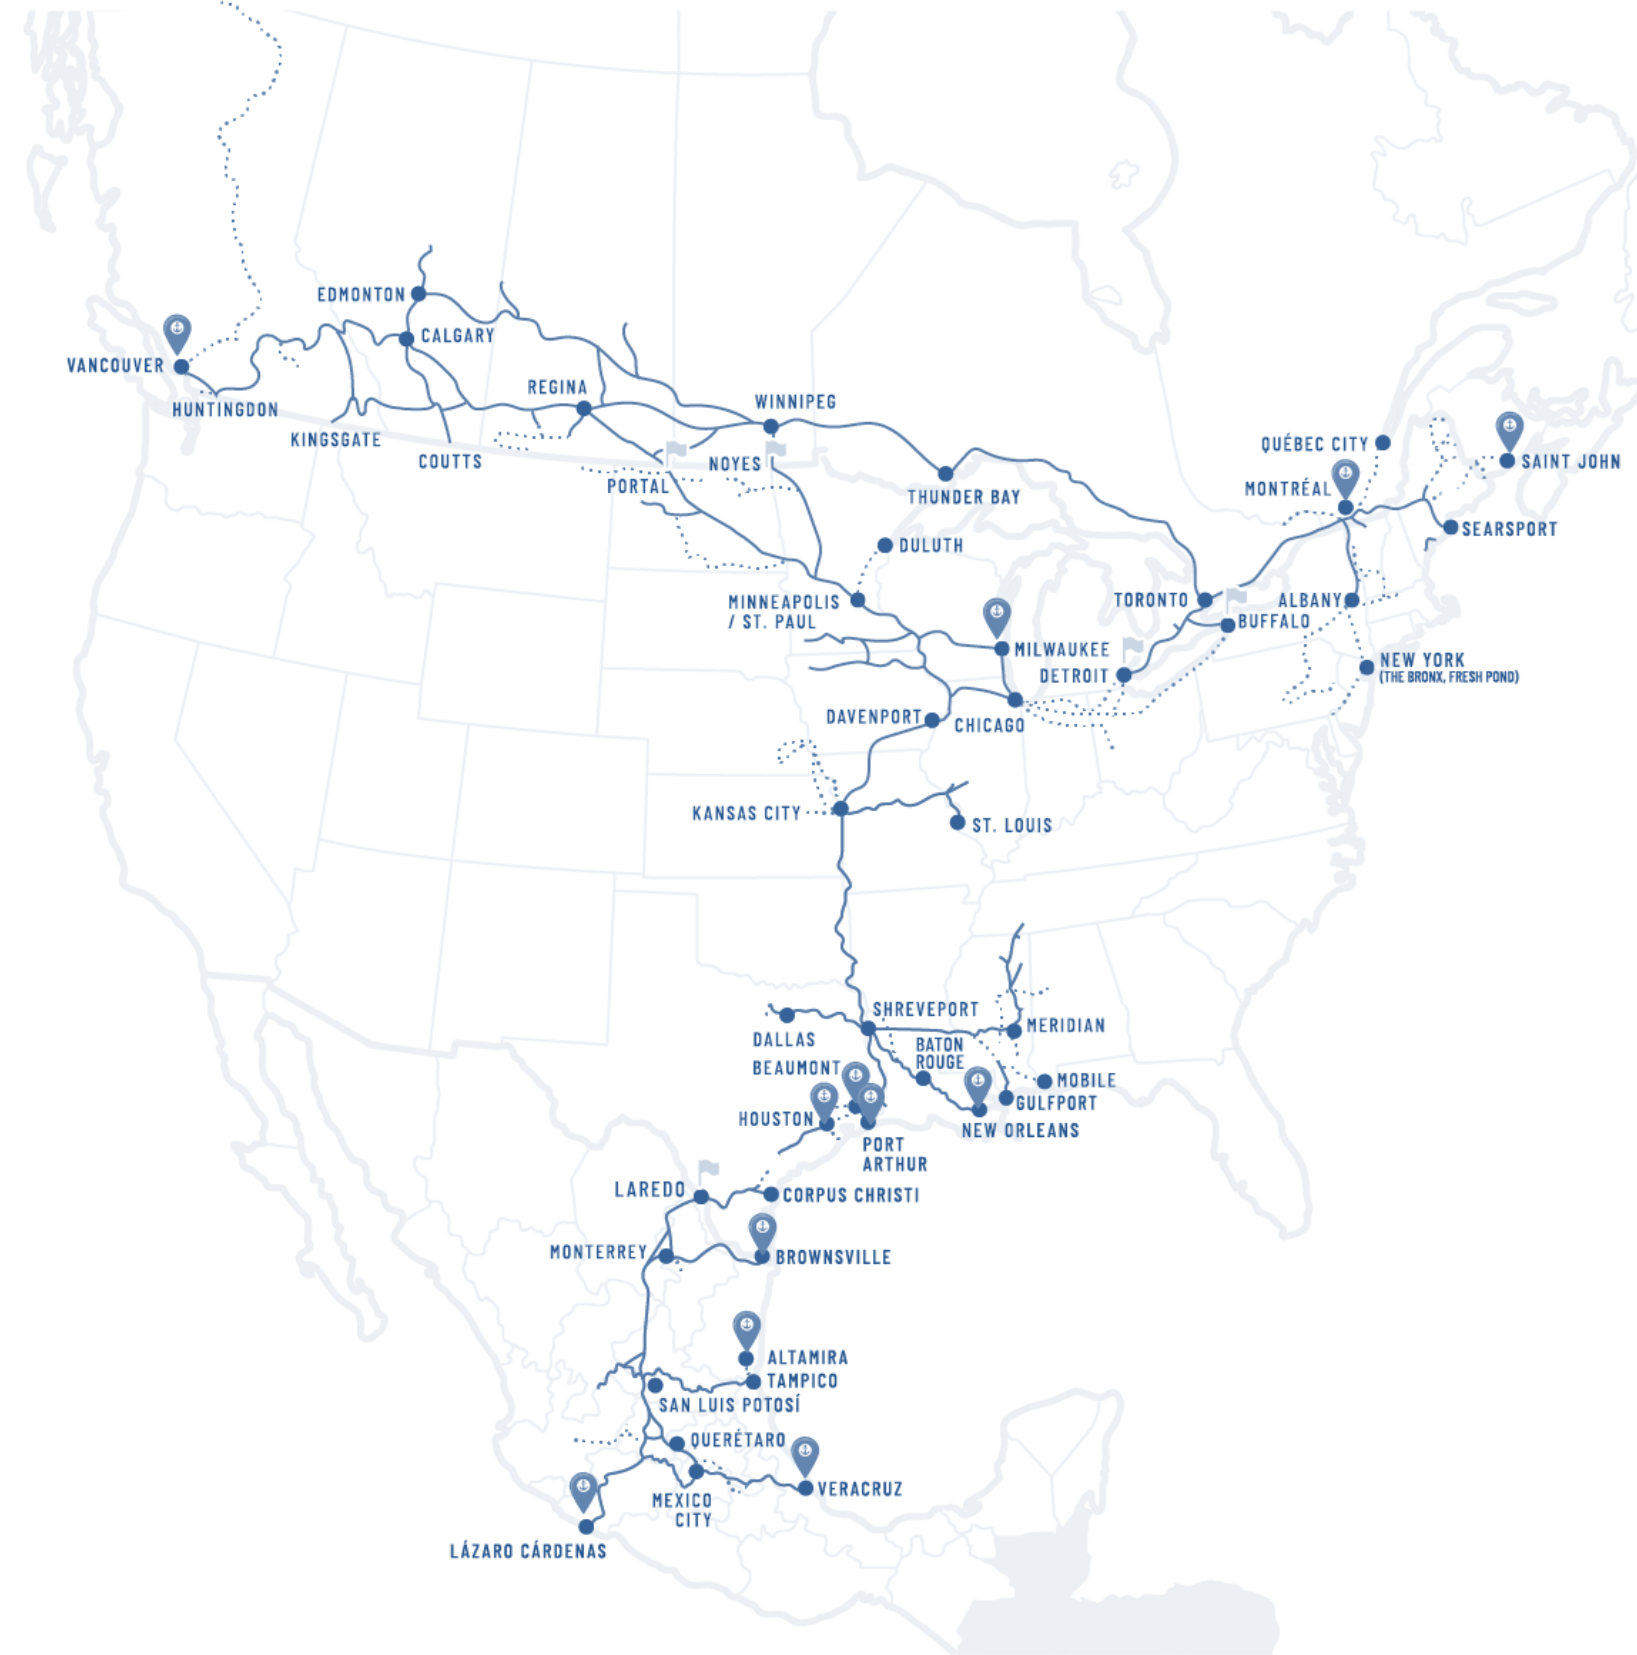 EDMONTON
CALGARY
VANCOUVER
REGINA
WINNIPEG
HUNTINGDON
KINGSGATE
COUTTS
NOYES
PORTAL
THUNDER BAY
QUÉBEC CITY
SAINT JOHN
MONTRÉAL
SEARSPORT
DULUTH
MINNEAPOLIS
/ ST. PAUL
TORONTO
ALBANY
BUFFALO
MILWAUKEE
DETROIT
NEW YORK
(THE BRONX, FRESH POND)
DAVENPORT
CHICAGO
KANSAS CITY
ST. LOUIS
SHREVEPORT
MERIDIAN
DALLAS
BATON
ROUGE
BEAUMONT
MOBILE
GULFPORT
HOUSTON
NEW ORLEANS
PORT
ARTHUR
LAREDO
CORPUS CHRISTI
MONTERREY
BROWNSVILLE
ALTAMIRA
TAMPICO
SAN LUIS POTOSÍ
QUERÉTARO
VERACRUZ
MEXICO
CITY
LÁZARO CÁRDENAS